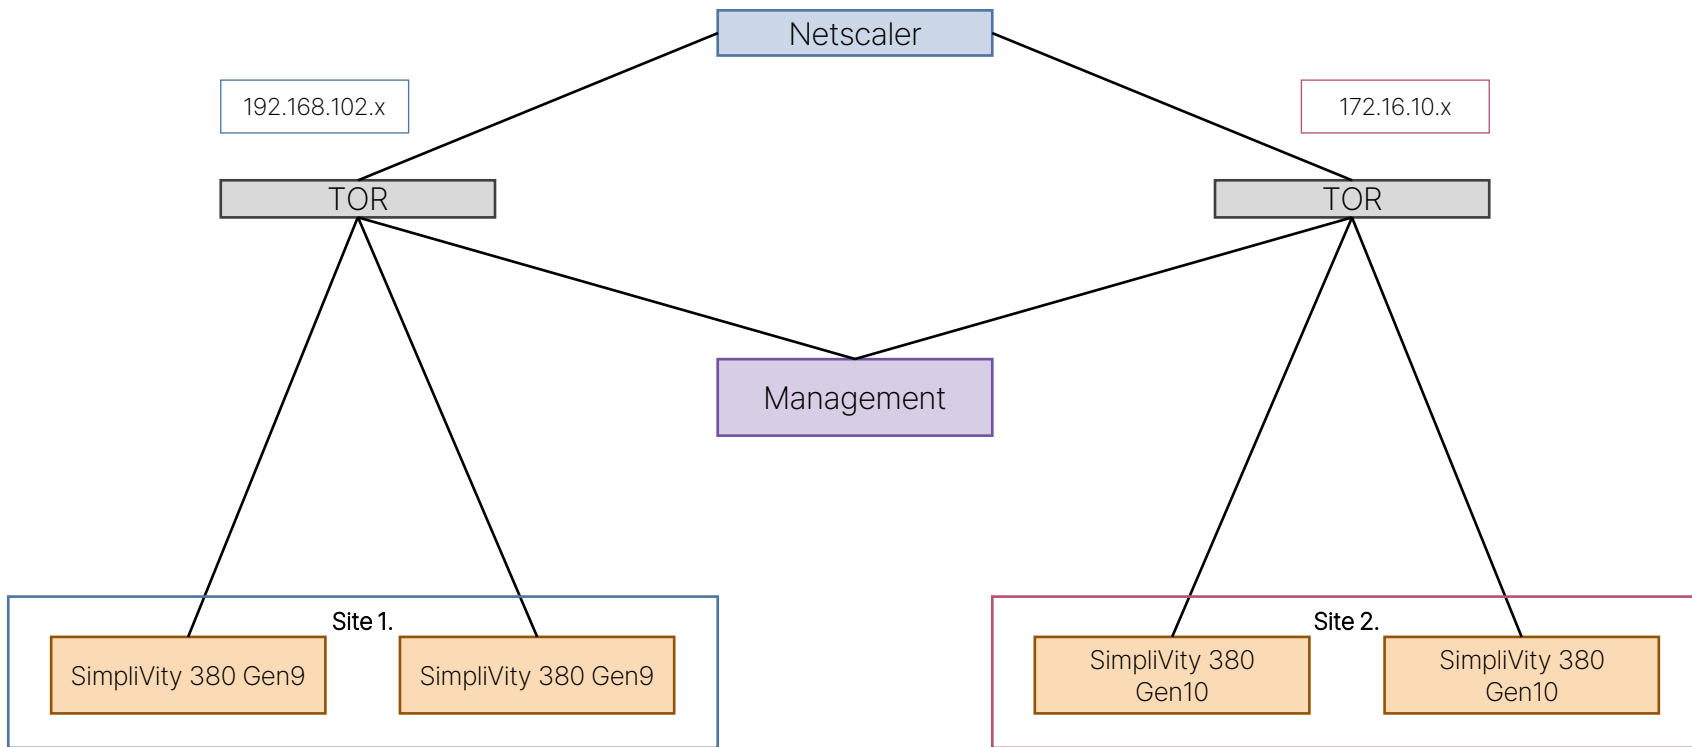 Netscaler
192.168.102.x
172.16.10.x
TOR
TOR
Management
Site 1.
SimpliVity 380 Gen9
SimpliVity 380 Gen9
Site 2.
SimpliVity 380
Gen10
SimpliVity 380
Gen10